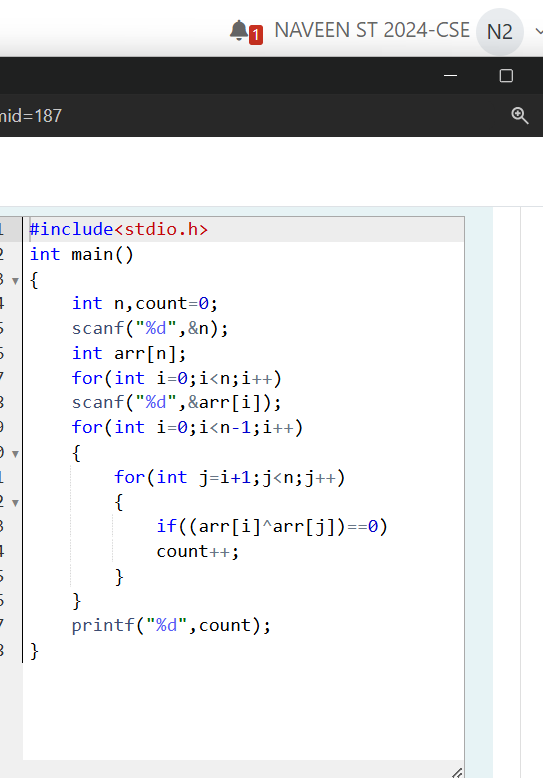 1 NAVEEN ST 2024-CSE N2
mid=187
#include<stdio.h>
int main()
{
int n,count=0;
scanf("%d",&n);
int arr[n];
for(int i=0;i<n;i++)
scanf("%d",&arr[i]);
for(int i=0;i<n-1;i++)
{
for(int j=i+1;j<n;j++)
{
if((arr[i]^arr[j])==0)
count++;
}
}
printf("%d",count);
}